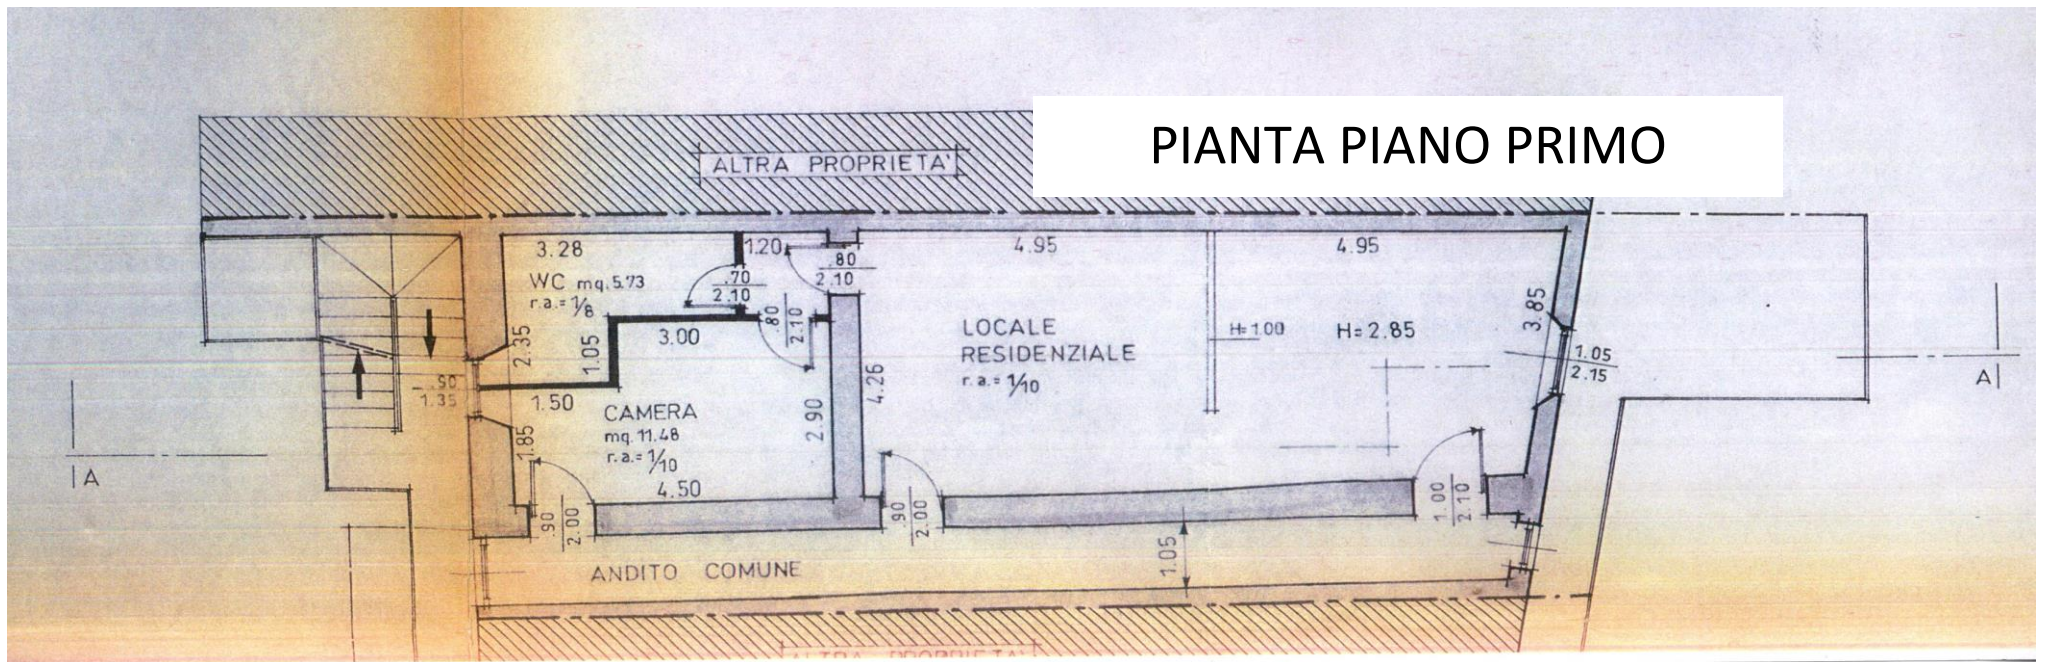 PIANTA PIANO PRIMO
ALTRA PROPRIETA'
3.28
1.20
4.95
4.95
WC mq. 5.73
r.a. = 1/8
.70
2.10
.80
2.10
.80
2.10
2.35
1.05
3.00
LOCALE
RESIDENZIALE
r.a. = 1/10
H=1.00
H=2.85
3.85
1.05
2.15
A
.90
1.35
1.50
CAMERA
mq. 11.48
r.a. = 1/10
4.50
1.85
2.90
4.26
A
.90
2.00
.90
2.00
1.00
2.10
1.05
ANDITO COMUNE
ALTRA PROPRIETA'